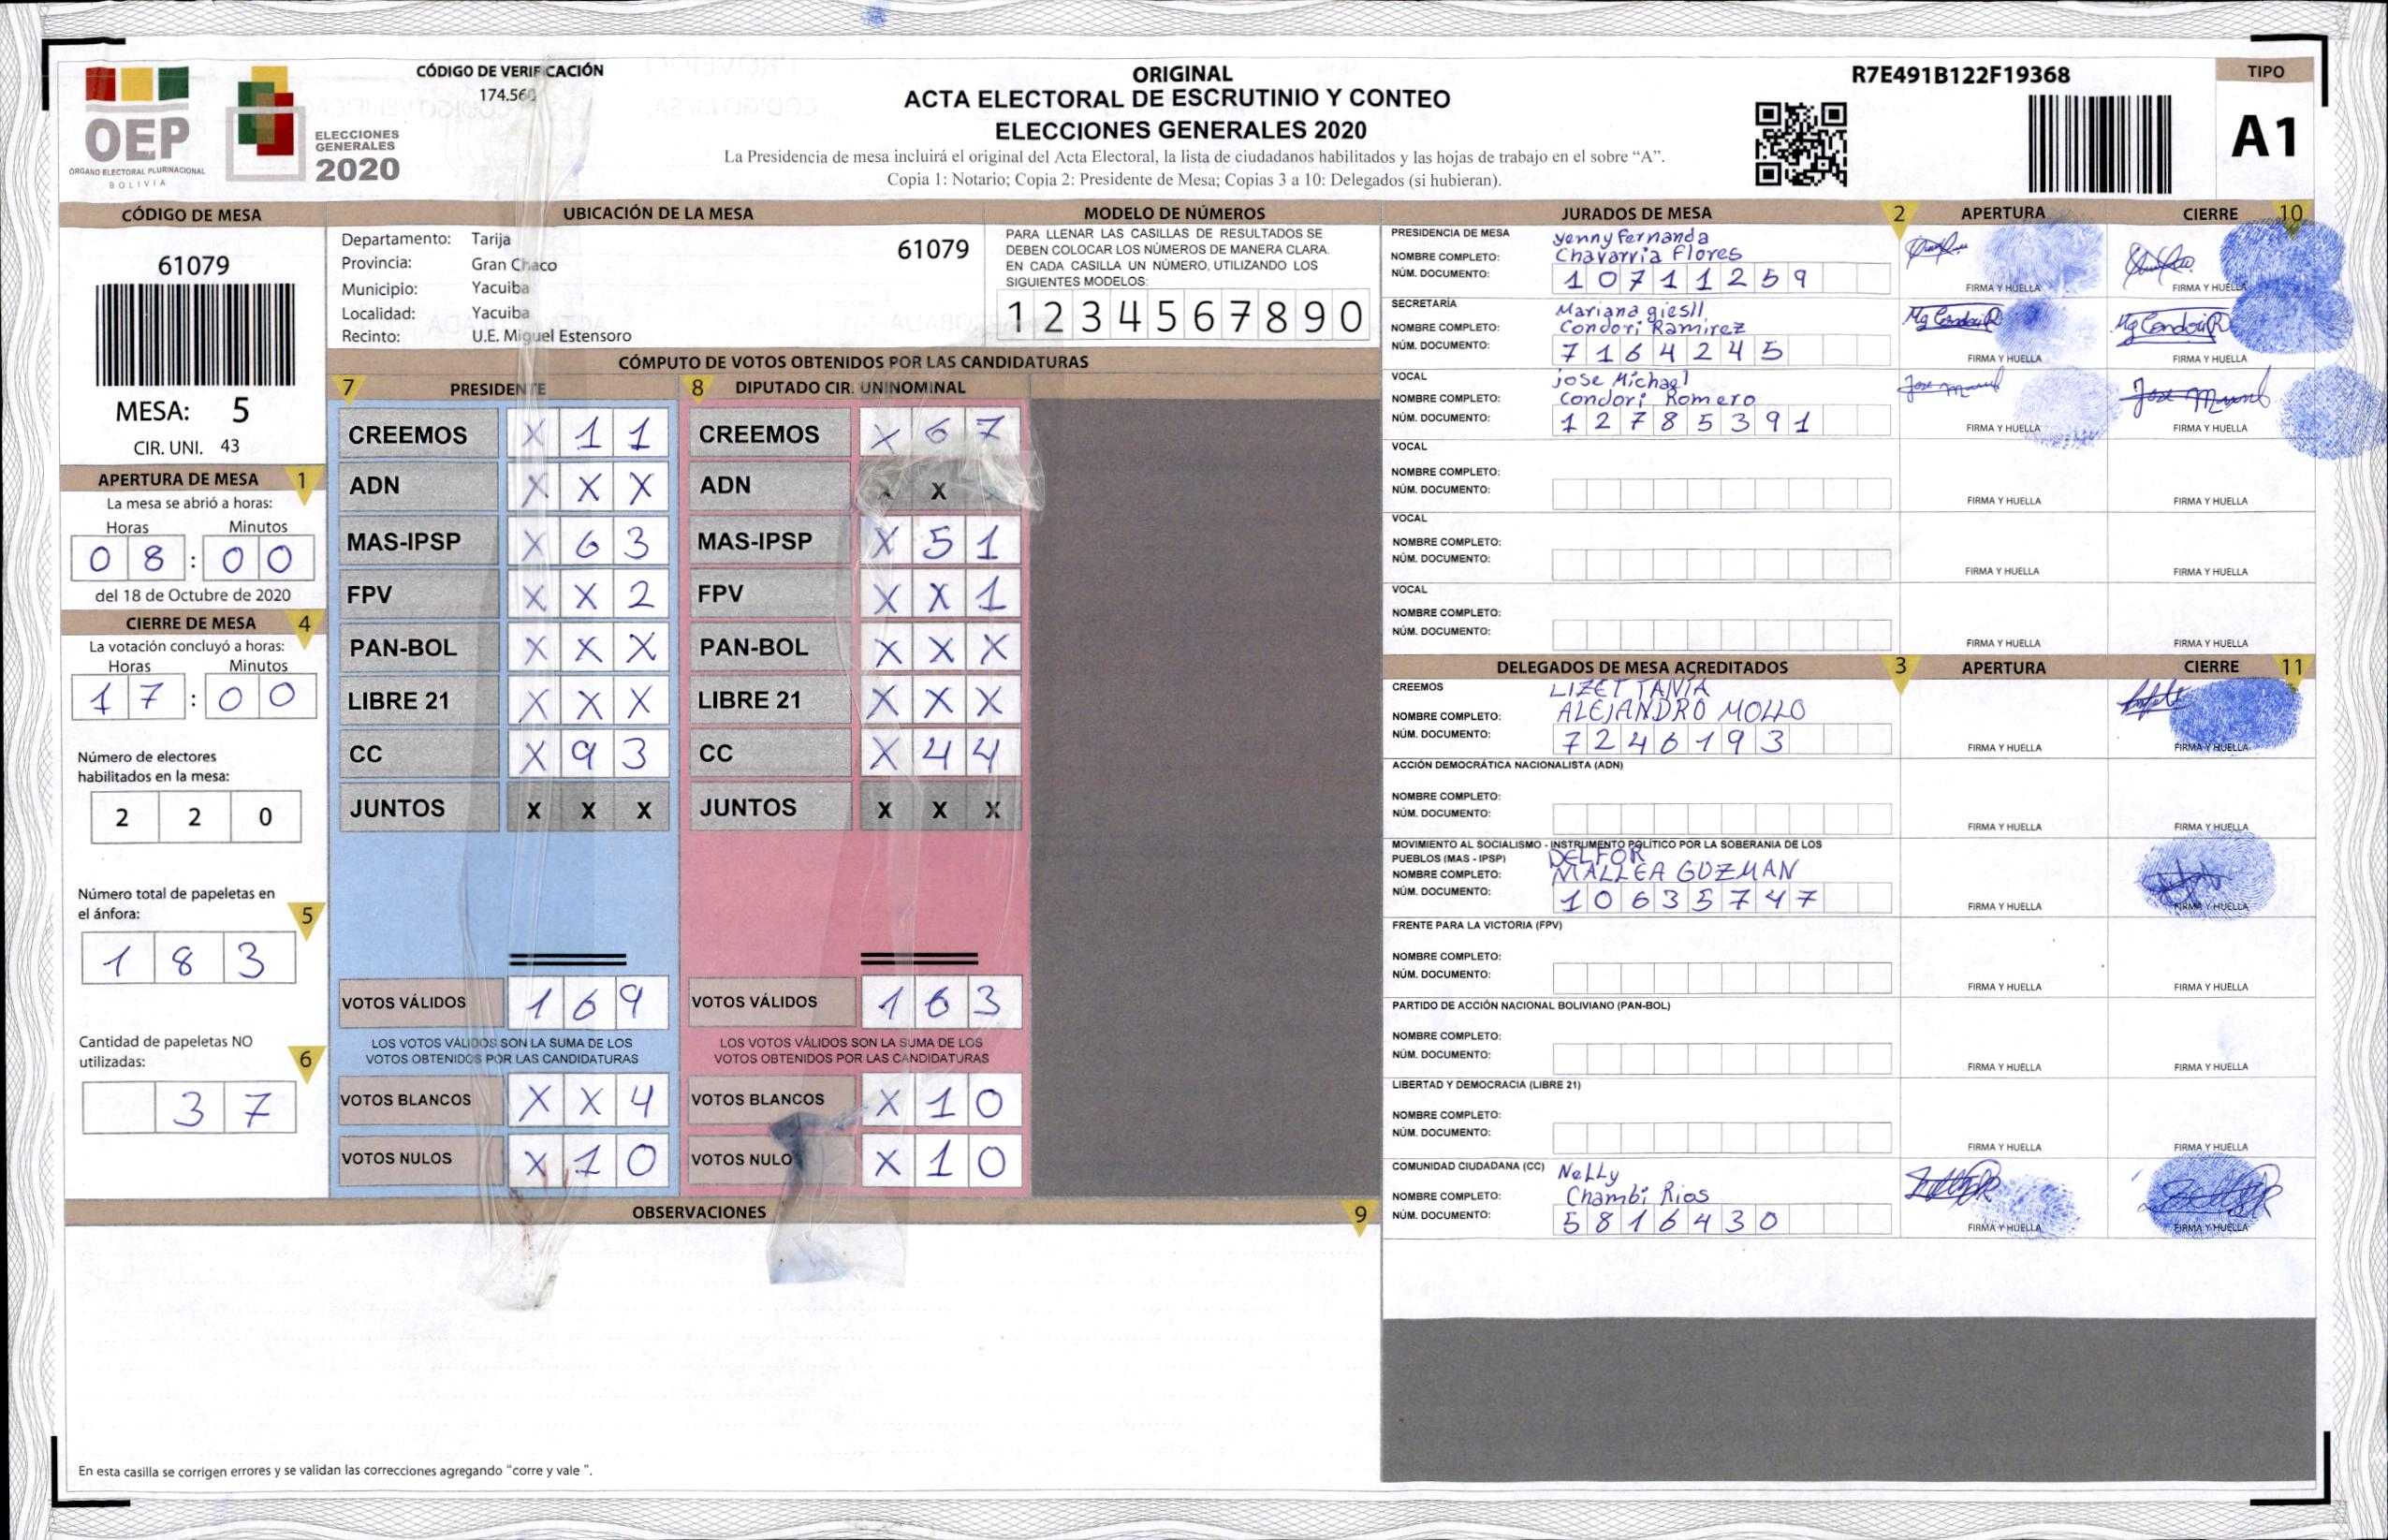 CÓDIGO DE VERIFICACIÓN
174.560
OEP
ÓRGANO ELECTORAL PLURINACIONAL
BOLIVIA
ELECCIONES
GENERALES
2020
ORIGINAL
ACTA ELECTORAL DE ESCRUTINIO Y CONTEO
ELECCIONES GENERALES 2020
La Presidencia de mesa incluirá el original del Acta Electoral, la lista de ciudadanos habilitados y las hojas de trabajo en el sobre “A”.
Copia 1: Notario; Copia 2: Presidente de Mesa; Copias 3 a 10: Delegados (si hubieran).
R7E491B122F19368
TIPO
A1
CÓDIGO DE MESA
61079
MESA: 5
CIR. UNI. 43
APERTURA DE MESA 1
La mesa se abrió a horas:
Horas Minutos
0 8 : 0 0
del 18 de Octubre de 2020
CIERRE DE MESA 4
La votación concluyó a horas:
Horas Minutos
1 7 : 0 0
Número de electores
habilitados en la mesa:
2 2 0
Número total de papeletas en
el ánfora: 5
1 8 3
Cantidad de papeletas NO
utilizadas: 6
3 7
UBICACIÓN DE LA MESA
Departamento: Tarija 61079
Provincia: Gran Chaco
Municipio: Yacuiba
Localidad: Yacuiba
Recinto: U.E. Miguel Estensoro
MODELO DE NÚMEROS
PARA LLENAR LAS CASILLAS DE RESULTADOS SE
DEBEN COLOCAR LOS NÚMEROS DE MANERA CLARA.
EN CADA CASILLA UN NÚMERO, UTILIZANDO LOS
SIGUIENTES MODELOS:
1 2 3 4 5 6 7 8 9 0
CÓMPUTO DE VOTOS OBTENIDOS POR LAS CANDIDATURAS
7 PRESIDENTE
CREEMOS X 1 1
ADN X X X
MAS-IPSP X 6 3
FPV X X 2
PAN-BOL X X X
LIBRE 21 X X X
CC X 9 3
JUNTOS X X X
VOTOS VÁLIDOS 1 6 9
LOS VOTOS VÁLIDOS SON LA SUMA DE LOS
VOTOS OBTENIDOS POR LAS CANDIDATURAS
VOTOS BLANCOS X X 4
VOTOS NULOS X 1 0
8 DIPUTADO CIR. UNINOMINAL
CREEMOS X 6 7
ADN X X
MAS-IPSP X 5 1
FPV X X 1
PAN-BOL X X X
LIBRE 21 X X X
CC X 4 4
JUNTOS X X X
VOTOS VÁLIDOS 1 6 3
LOS VOTOS VÁLIDOS SON LA SUMA DE LOS
VOTOS OBTENIDOS POR LAS CANDIDATURAS
VOTOS BLANCOS X 1 0
VOTOS NULO X 1 0
OBSERVACIONES 9
En esta casilla se corrigen errores y se validan las correcciones agregando “corre y vale ”.
JURADOS DE MESA 2 APERTURA CIERRE 10
PRESIDENCIA DE MESA yenny Fernanda
NOMBRE COMPLETO: Chavarria Flores
NÚM. DOCUMENTO: 1 0 7 1 1 2 5 9
FIRMA Y HUELLA FIRMA Y HUELLA
SECRETARÍA Mariana giesll
NOMBRE COMPLETO: Condori Ramirez
NÚM. DOCUMENTO: 7 1 6 4 2 4 5
FIRMA Y HUELLA FIRMA Y HUELLA
VOCAL jose Michael
NOMBRE COMPLETO: Condori Romero
NÚM. DOCUMENTO: 1 2 7 8 5 3 9 1
FIRMA Y HUELLA FIRMA Y HUELLA
VOCAL
NOMBRE COMPLETO:
NÚM. DOCUMENTO:
FIRMA Y HUELLA FIRMA Y HUELLA
VOCAL
NOMBRE COMPLETO:
NÚM. DOCUMENTO:
FIRMA Y HUELLA FIRMA Y HUELLA
VOCAL
NOMBRE COMPLETO:
NÚM. DOCUMENTO:
FIRMA Y HUELLA FIRMA Y HUELLA
DELEGADOS DE MESA ACREDITADOS 3 APERTURA CIERRE 11
CREEMOS LIZET TANIA
NOMBRE COMPLETO: ALEJANDRO MOLLO
NÚM. DOCUMENTO: 7 2 4 6 1 9 3
FIRMA Y HUELLA FIRMA Y HUELLA
ACCIÓN DEMOCRÁTICA NACIONALISTA (ADN)
NOMBRE COMPLETO:
NÚM. DOCUMENTO:
FIRMA Y HUELLA FIRMA Y HUELLA
MOVIMIENTO AL SOCIALISMO - INSTRUMENTO POLÍTICO POR LA SOBERANIA DE LOS
PUEBLOS (MAS - IPSP) DELFOR
NOMBRE COMPLETO: MALLEA GUZMAN
NÚM. DOCUMENTO: 1 0 6 3 5 7 4 7
FIRMA Y HUELLA FIRMA Y HUELLA
FRENTE PARA LA VICTORIA (FPV)
NOMBRE COMPLETO:
NÚM. DOCUMENTO:
FIRMA Y HUELLA FIRMA Y HUELLA
PARTIDO DE ACCIÓN NACIONAL BOLIVIANO (PAN-BOL)
NOMBRE COMPLETO:
NÚM. DOCUMENTO:
FIRMA Y HUELLA FIRMA Y HUELLA
LIBERTAD Y DEMOCRACIA (LIBRE 21)
NOMBRE COMPLETO:
NÚM. DOCUMENTO:
FIRMA Y HUELLA FIRMA Y HUELLA
COMUNIDAD CIUDADANA (CC) NeLLy
NOMBRE COMPLETO: Chambi Rios
NÚM. DOCUMENTO: 5 8 1 6 4 3 0
FIRMA Y HUELLA FIRMA Y HUELLA